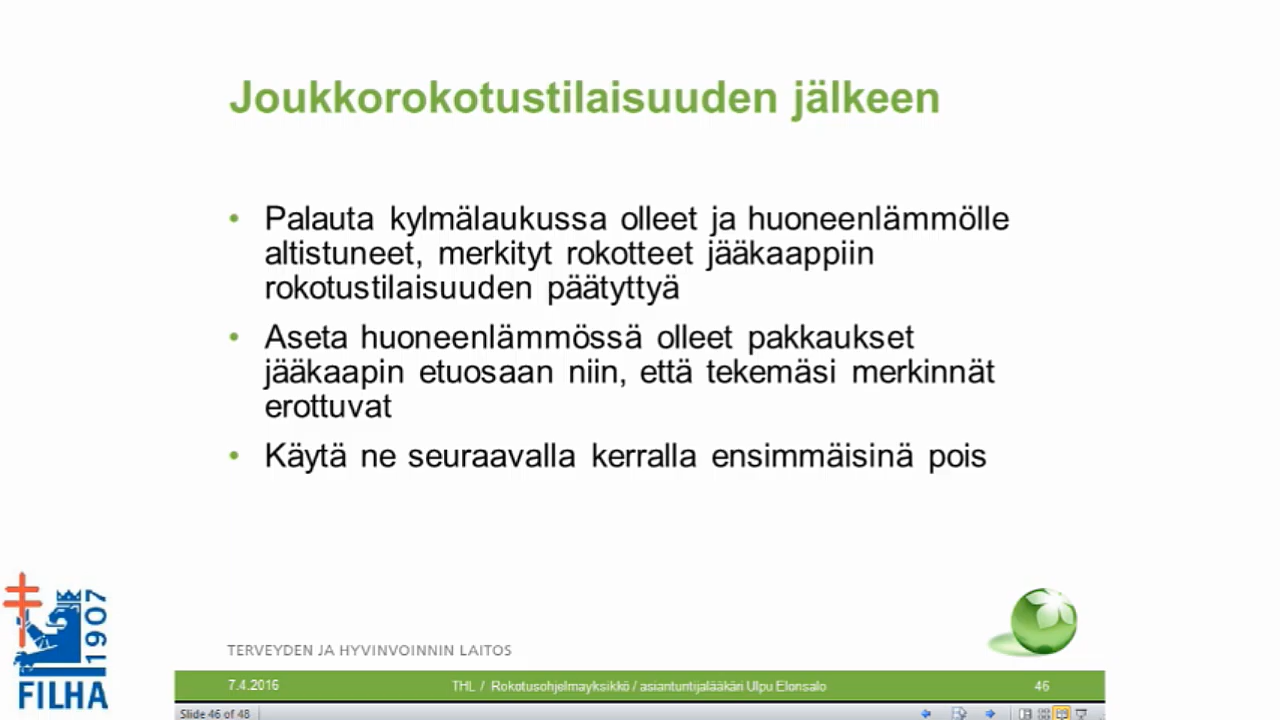 Joukkorokotustilaisuuden jälkeen
• Palauta kylmälaukussa olleet ja huoneenlämmölle
altistuneet, merkityt rokotteet jääkaappiin
rokotustilaisuuden päätyttyä
• Aseta huoneenlämmössä olleet pakkaukset
jääkaapin etuosaan niin, että tekemäsi merkinnät
erottuvat
• Käytä ne seuraavalla kerralla ensimmäisinä pois
1907
FILHA
TERVEYDEN JA HYVINVOINNIN LAITOS
7.4.2016 THL / Rokotusohjelmayksikkö / asiantuntijalääkäri Ulpu Elonsalo 46
Slide 46 of 48